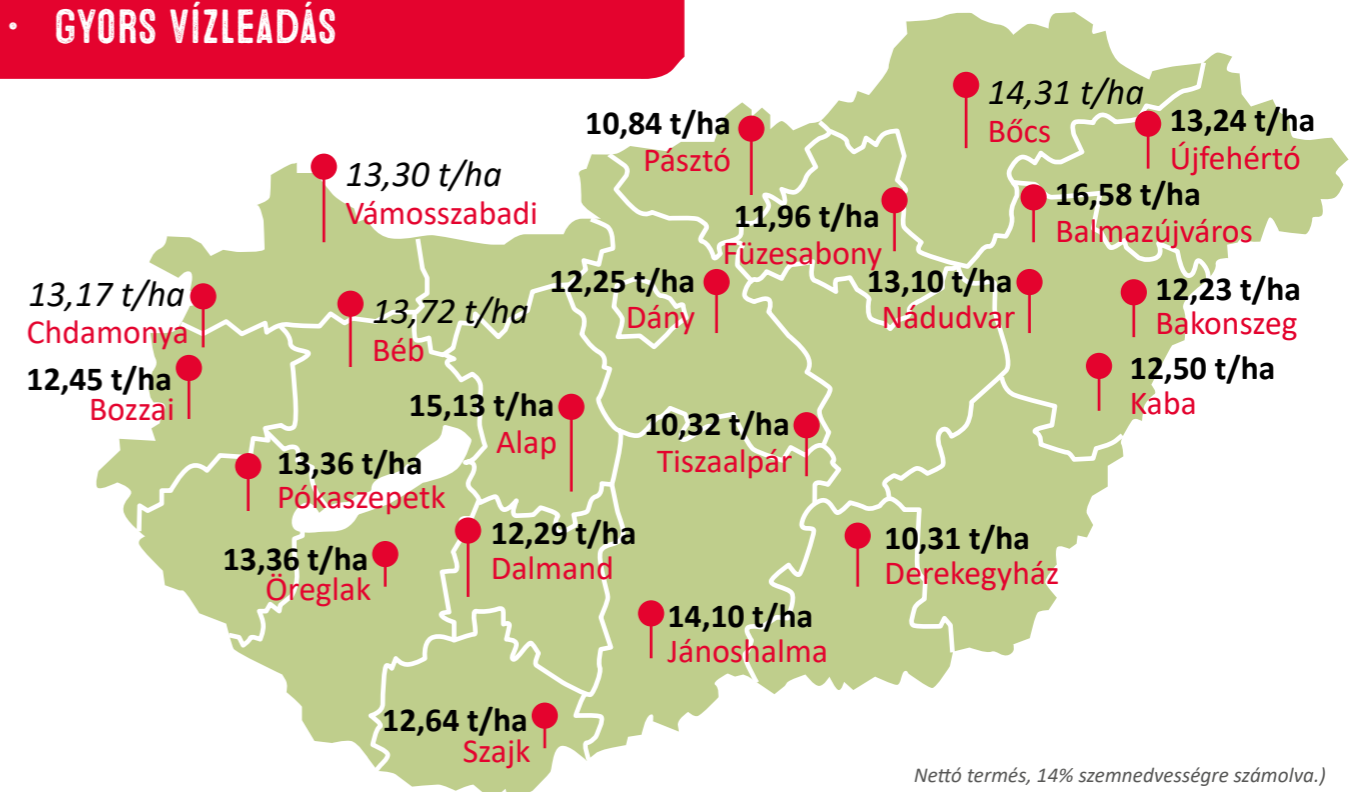 • GYORS VÍZLEADÁS
14,31 t/ha
Bőcs
10,84 t/ha
Pásztó
13,24 t/ha
Újfehértó
13,30 t/ha
Vámosszabadi
16,58 t/ha
Balmazújváros
11,96 t/ha
Füzesabony
13,17 t/ha
Chdamonya
13,72 t/ha
Béb
12,25 t/ha
Dány
13,10 t/ha
Nádudvar
12,23 t/ha
Bakonszeg
12,45 t/ha
Bozzai
12,50 t/ha
Kaba
15,13 t/ha
Alap
10,32 t/ha
Tiszaalpár
13,36 t/ha
Pókaszepetk
13,36 t/ha
Öreglak
12,29 t/ha
Dalmand
10,31 t/ha
Derekegyház
14,10 t/ha
Jánoshalma
12,64 t/ha
Szajk
Nettó termés, 14% szemnedvességre számolva.)